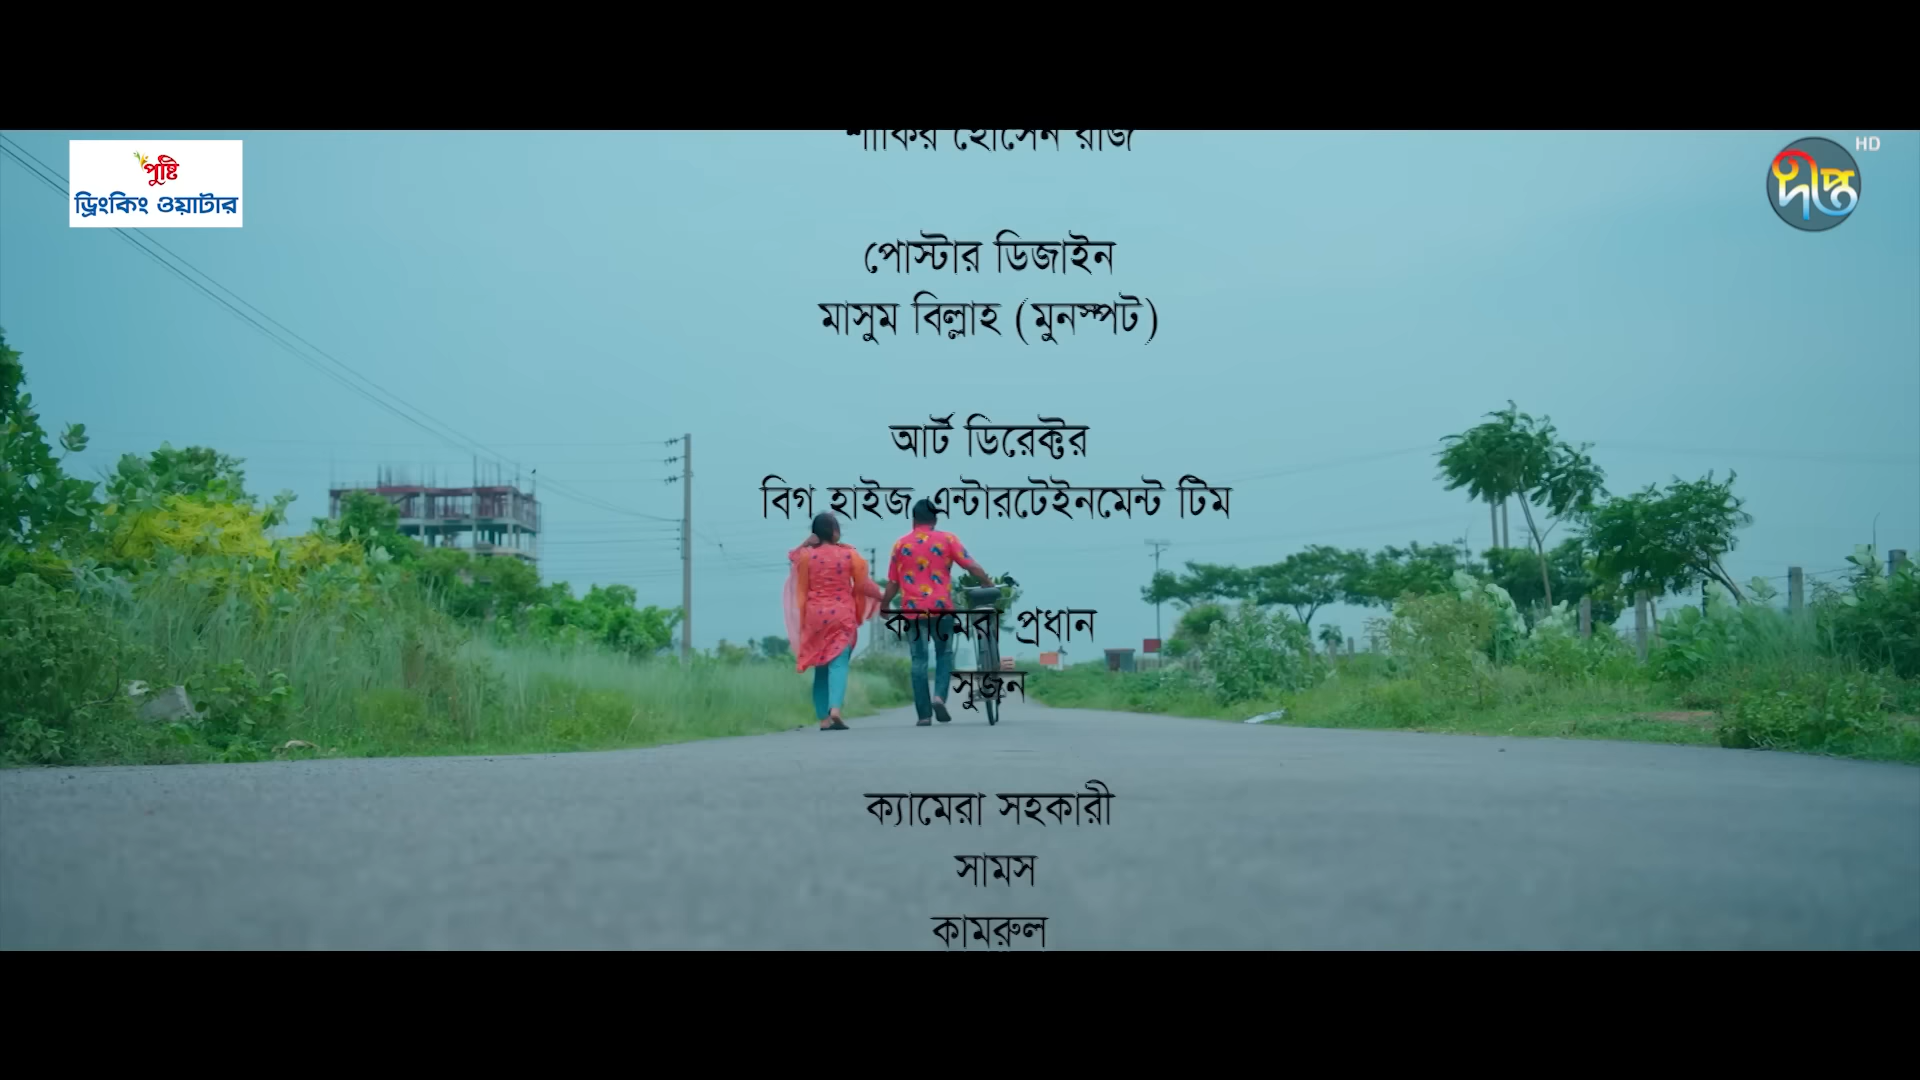 শাকির হোসেন রাজ
পুষ্টি
ড্রিংকিং ওয়াটার
HD
দীপ্ত
পোস্টার ডিজাইন
মাসুম বিল্লাহ (মুনস্পট)
আর্ট ডিরেক্টর
বিগ হাইজ এন্টারটেইনমেন্ট টিম
ক্যামেরা প্রধান
সুজন
ক্যামেরা সহকারী
সামস
কামরুল